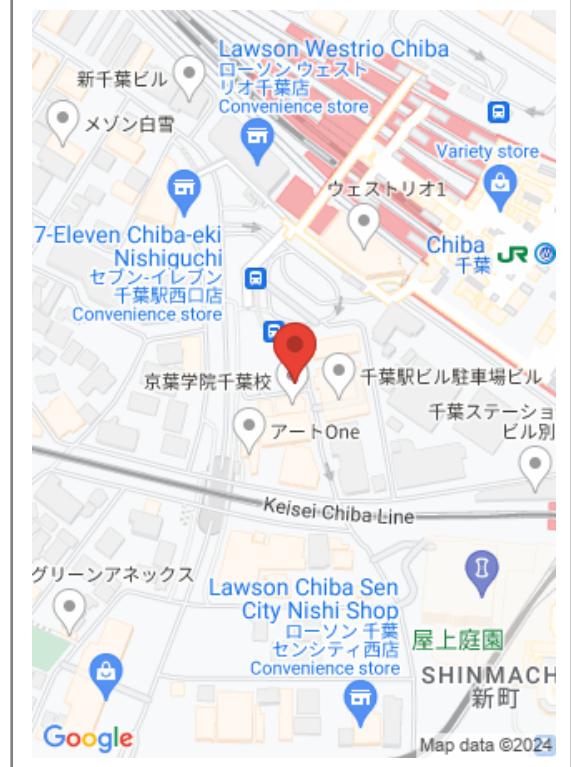 Lawson Westrio Chiba
ローソン ウェスト
リオ千葉店
Convenience store
新千葉ビル
メゾン白雪
Variety store
ウェストリオ1
7-Eleven Chiba-eki
Nishiguchi
セブン-イレブン
千葉駅西口店
Convenience store
Chiba
千葉
JR
京葉学院千葉校
千葉駅ビル駐車場ビル
千葉ステーショ
ビル別
アートOne
Keisei Chiba Line
グリーンアネックス
Lawson Chiba Sen
City Nishi Shop
ローソン 千葉
センシティ西店
Convenience store
屋上庭園
SHINMACH
新町
Google
Map data ©2024